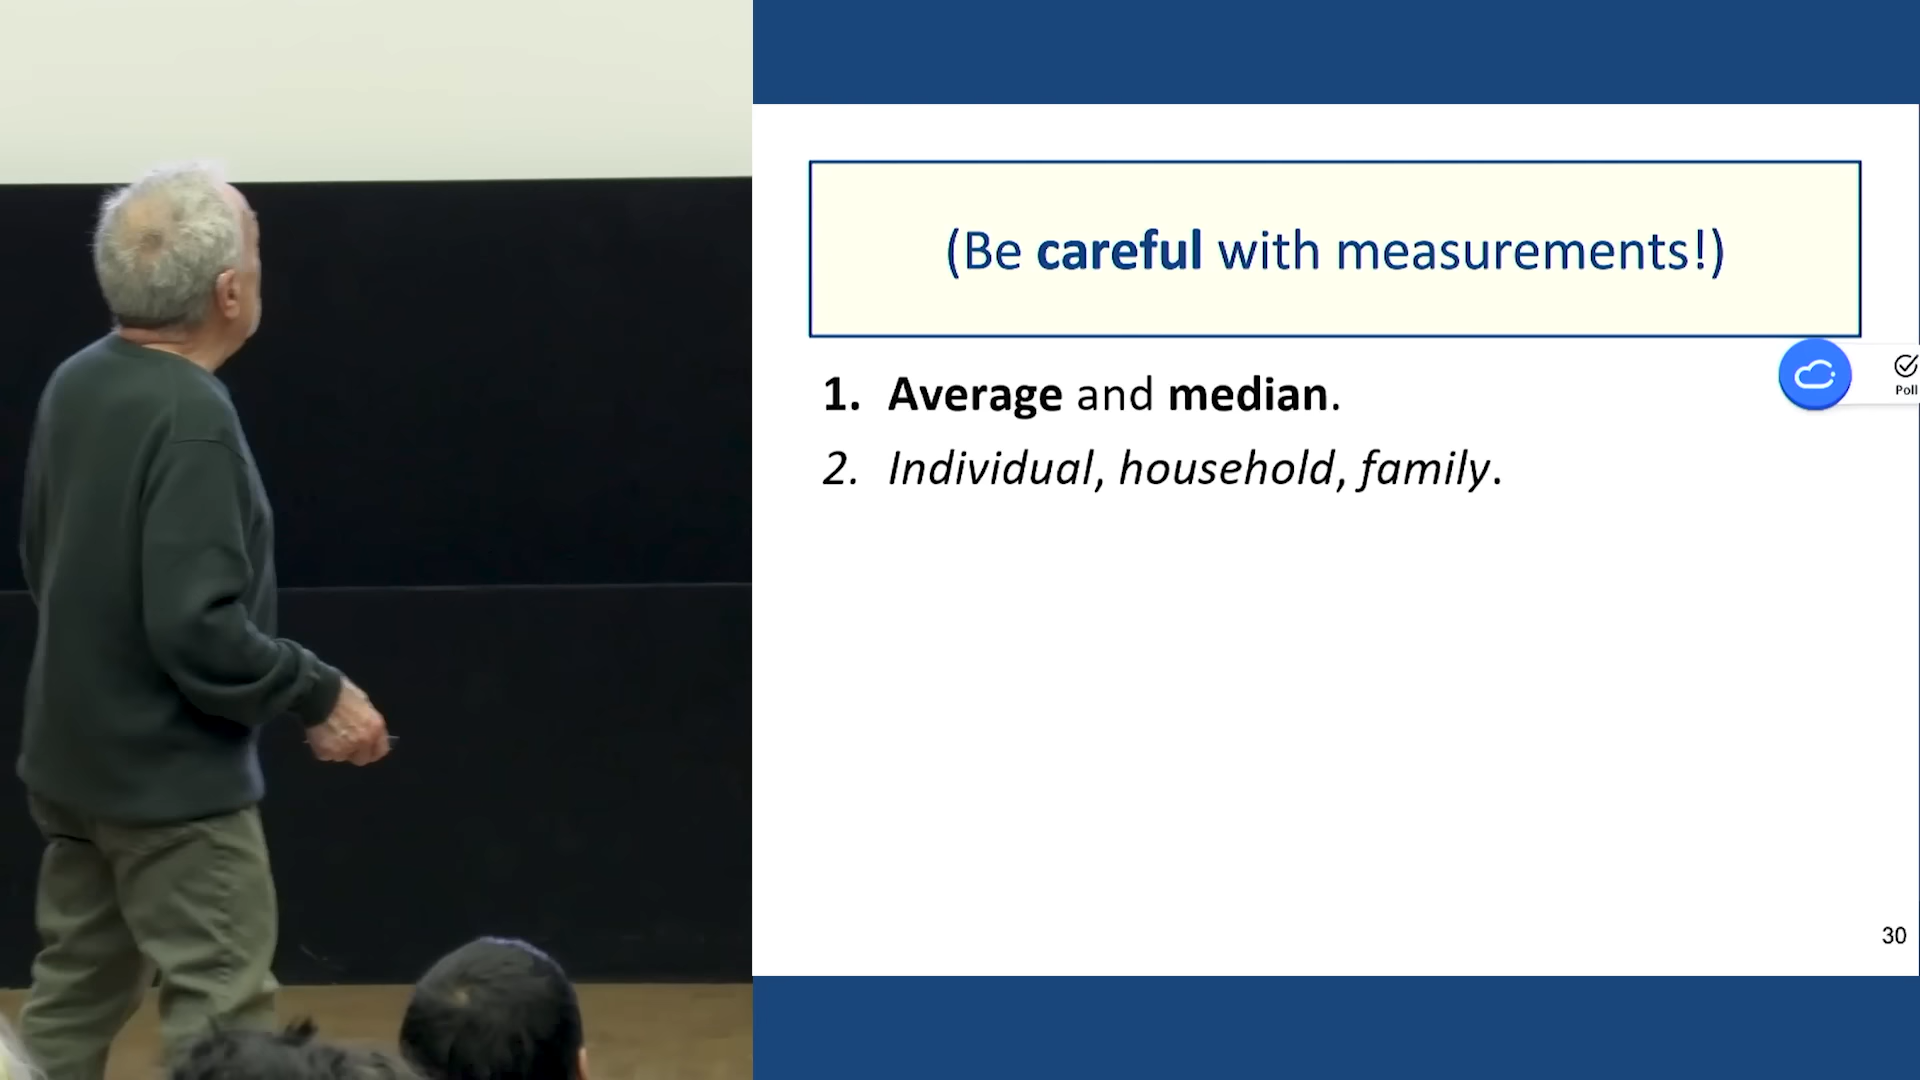 (Be careful with measurements!)
1. Average and median.
2. Individual, household, family.
Poll
30